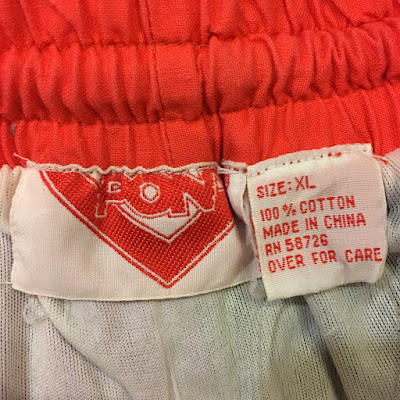 PONY
SIZE: XL
100% COTTON
MADE IN CHINA
RN 58726
OVER FOR CARE